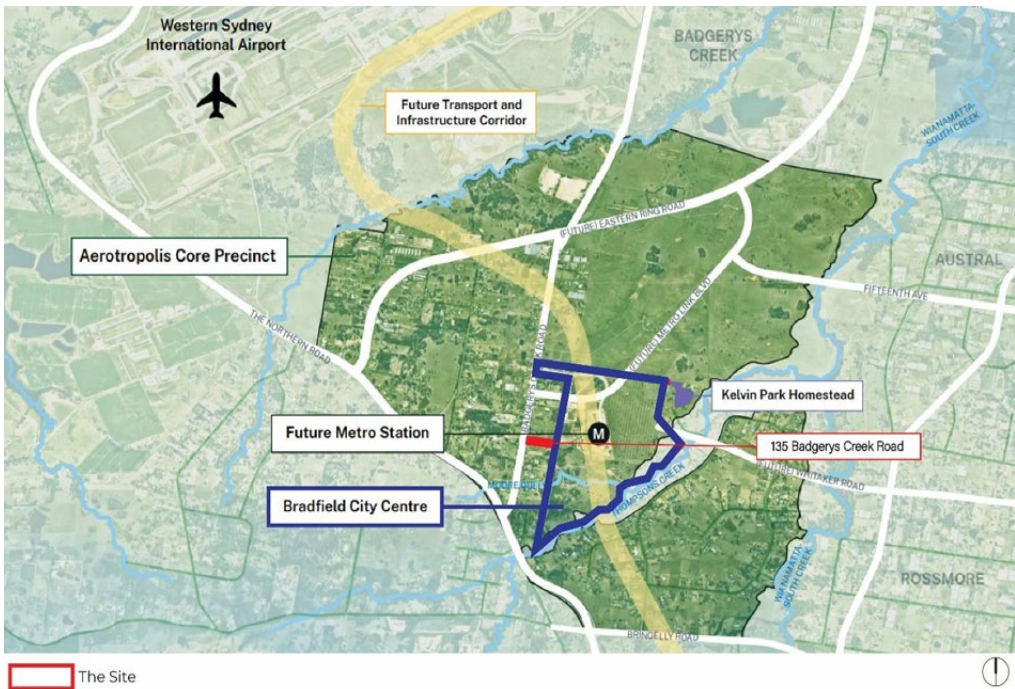 Western Sydney
International Airport
BADGERYS
CREEK
Future Transport and
Infrastructure Corridor
WIANAMATTA-
SOUTH CREEK
(FUTURE) EASTERN RING ROAD
Aerotropolis Core Precinct
AUSTRAL
FIFTEENTH AVE
THE NORTHERN ROAD
(FUTURE) METRO LINK BLVD
BADGERYS
ROAD
Kelvin Park Homestead
Future Metro Station
M
135 Badgerys Creek Road
(FUTURE) WHITAKER ROAD
Bradfield City Centre
THOMPSONS CREEK
WIANAMATTA-
SOUTH CREEK
ROSSMORE
BRINGELLY ROAD
The Site